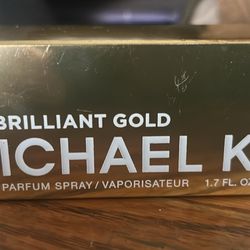 BRILLIANT GOLD
ICHAEL K
PARFUM SPRAY / VAPORISATEUR 1.7 FL. OZ